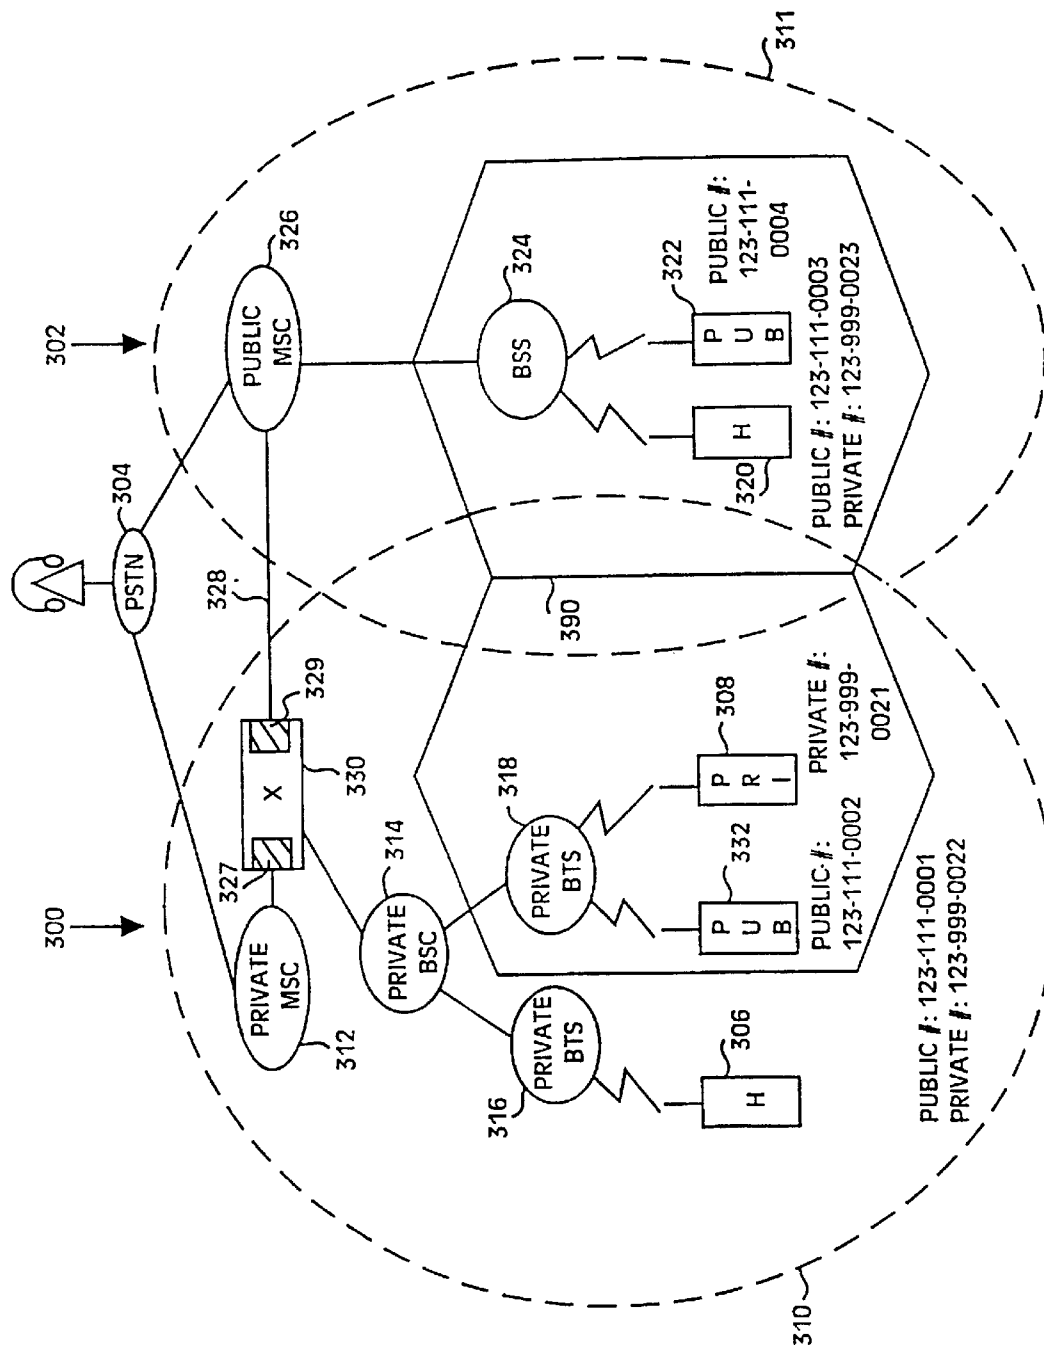 300
302
PSTN
304
PRIVATE
MSC
312
327
X
329
330
328
PUBLIC
MSC
326
PRIVATE
BSC
314
PRIVATE
BTS
316
PRIVATE
BTS
318
BSS
324
390
H
306
P
U
B
332
P
R
I
308
H
320
P
U
B
322
PUBLIC #:
123-111-0002
PRIVATE #:
123-999-
0021
PUBLIC #: 123-111-0001
PRIVATE #: 123-999-0022
PUBLIC #:
123-111-
0004
PUBLIC #: 123-111-0003
PRIVATE #: 123-999-0023
310
311